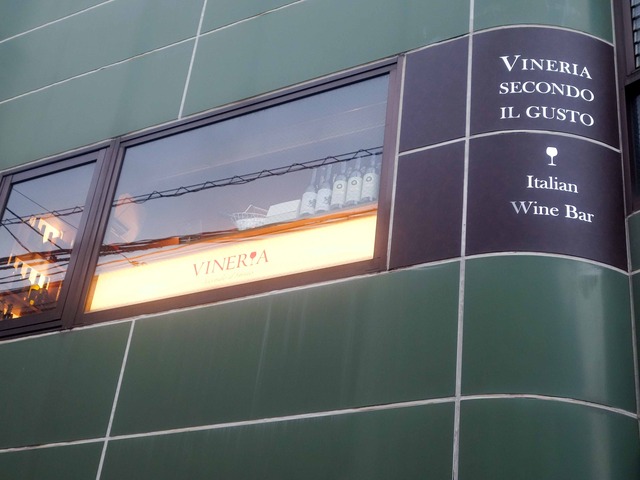 VINERIA
SECONDO
IL GUSTO
Italian
Wine Bar
VINERIA